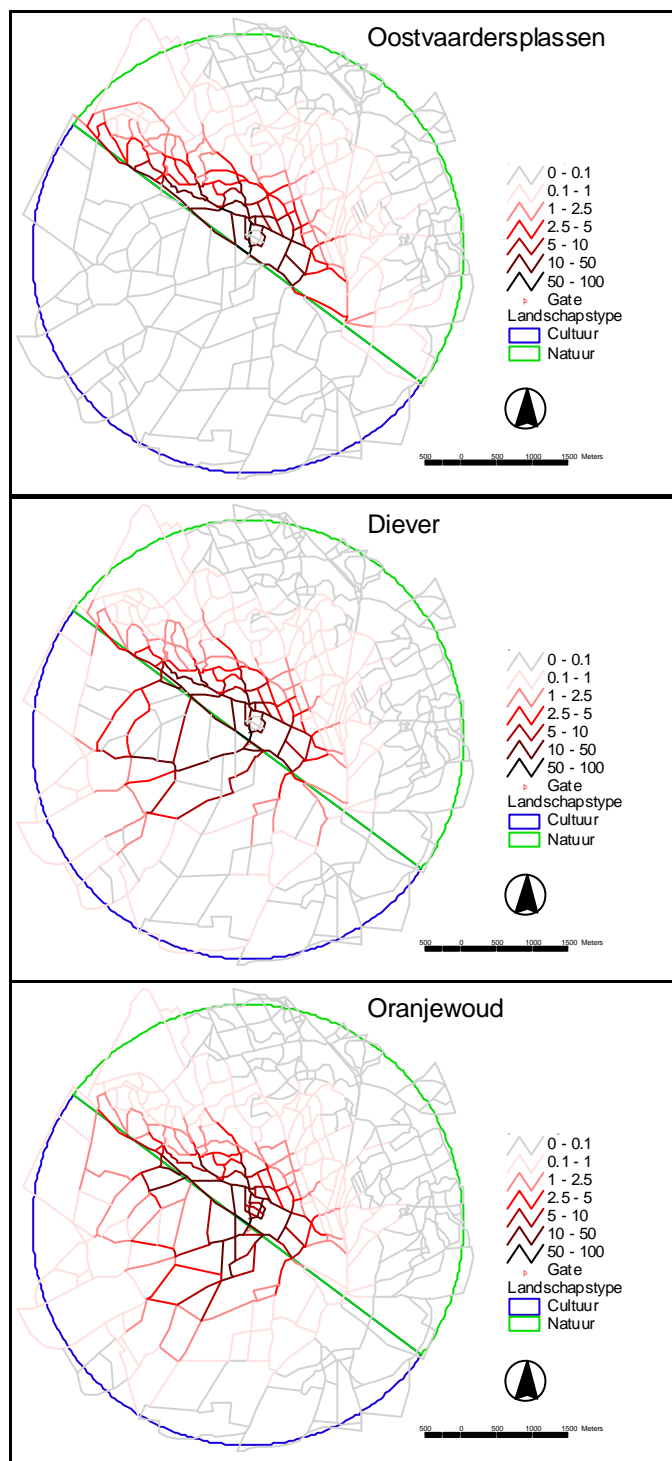 Oostvaardersplassen
0 - 0.1
0.1 - 1
1 - 2.5
2.5 - 5
5 - 10
10 - 50
50 - 100
Gate
Landschapstype
Cultuur
Natuur
500 0 500 1000 1500 Meters
Diever
0 - 0.1
0.1 - 1
1 - 2.5
2.5 - 5
5 - 10
10 - 50
50 - 100
Gate
Landschapstype
Cultuur
Natuur
500 0 500 1000 1500 Meters
Oranjewoud
0 - 0.1
0.1 - 1
1 - 2.5
2.5 - 5
5 - 10
10 - 50
50 - 100
Gate
Landschapstype
Cultuur
Natuur
500 0 500 1000 1500 Meters